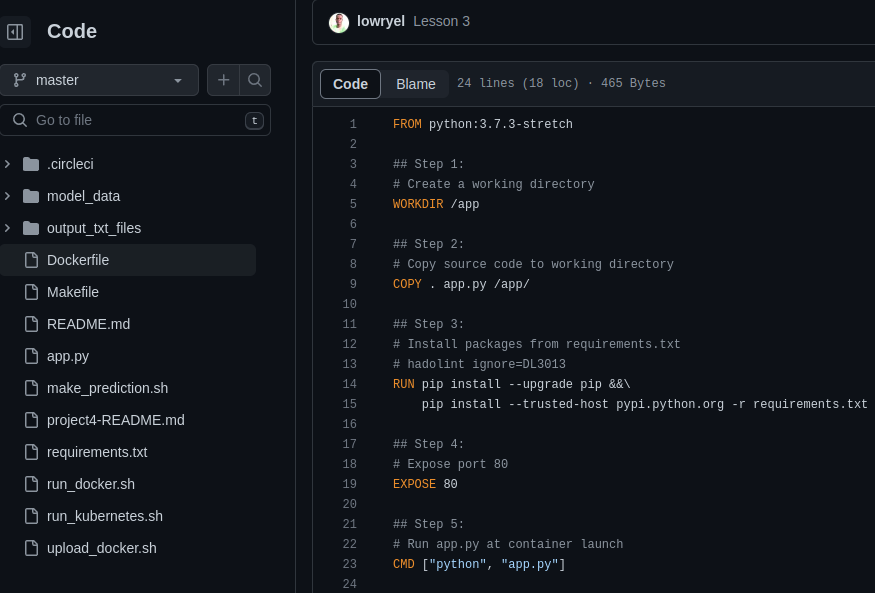 Code
master
Go to file
t
.circleci
model_data
output_txt_files
Dockerfile
Makefile
README.md
app.py
make_prediction.sh
project4-README.md
requirements.txt
run_docker.sh
run_kubernetes.sh
upload_docker.sh
lowryel Lesson 3
Code Blame 24 lines (18 loc) · 465 Bytes
1 FROM python:3.7.3-stretch
2
3 ## Step 1:
4 # Create a working directory
5 WORKDIR /app
6
7 ## Step 2:
8 # Copy source code to working directory
9 COPY . app.py /app/
10
11 ## Step 3:
12 # Install packages from requirements.txt
13 # hadolint ignore=DL3013
14 RUN pip install --upgrade pip &&\
15     pip install --trusted-host pypi.python.org -r requirements.txt
16
17 ## Step 4:
18 # Expose port 80
19 EXPOSE 80
20
21 ## Step 5:
22 # Run app.py at container launch
23 CMD ["python", "app.py"]
24